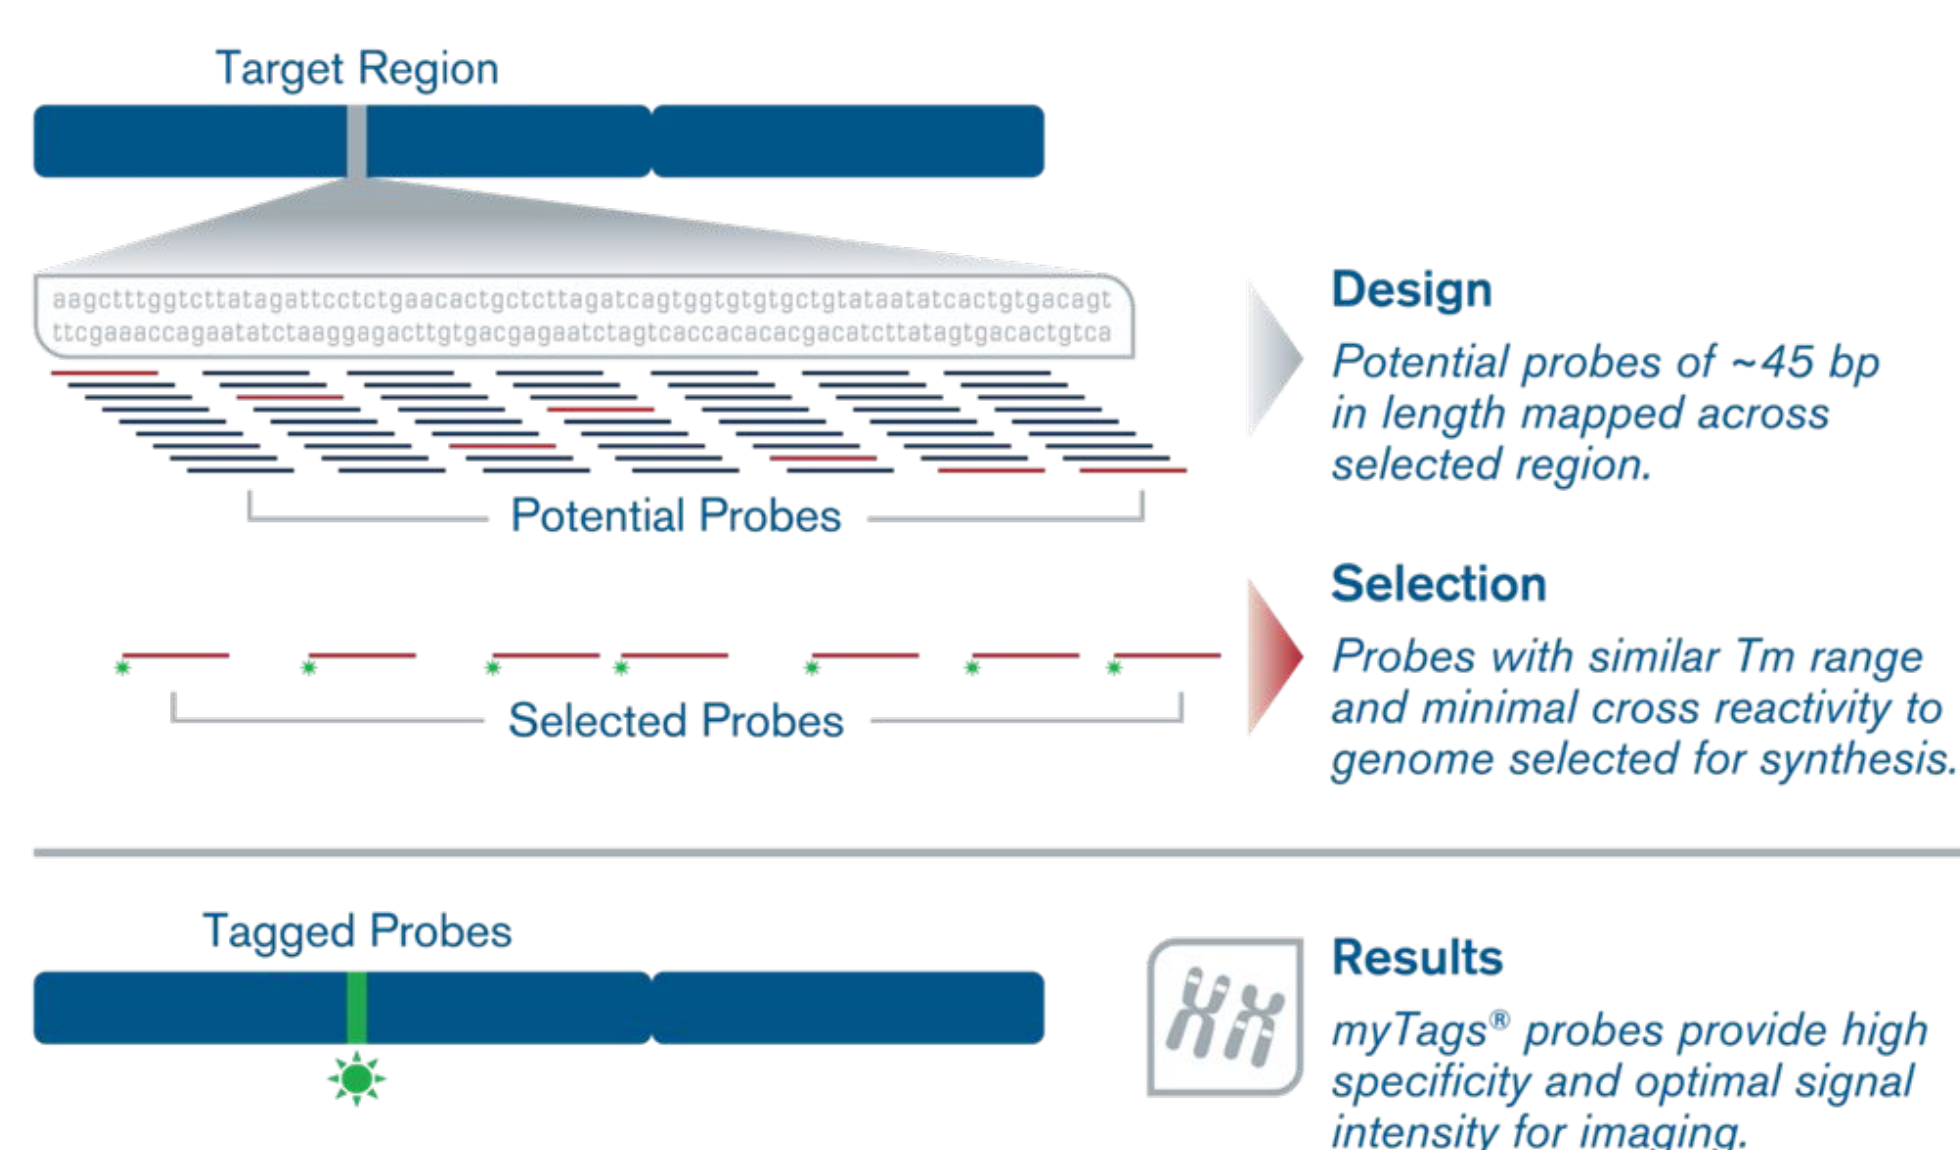 Target Region
aagctttggtcttatagattcctctgaacactgctcttagatcagtggtgtgtgctgtataatatcactgtgacagt
ttcgaaaccagaatatctaaggagacttgtgacgagaatctagtcaccacacacgacatcttatagtgacactgtca
Design
Potential probes of ~45 bp
in length mapped across
selected region.
Potential Probes
Selection
Probes with similar Tm range
and minimal cross reactivity to
genome selected for synthesis.
Selected Probes
Tagged Probes
Results
myTags® probes provide high
specificity and optimal signal
intensity for imaging.